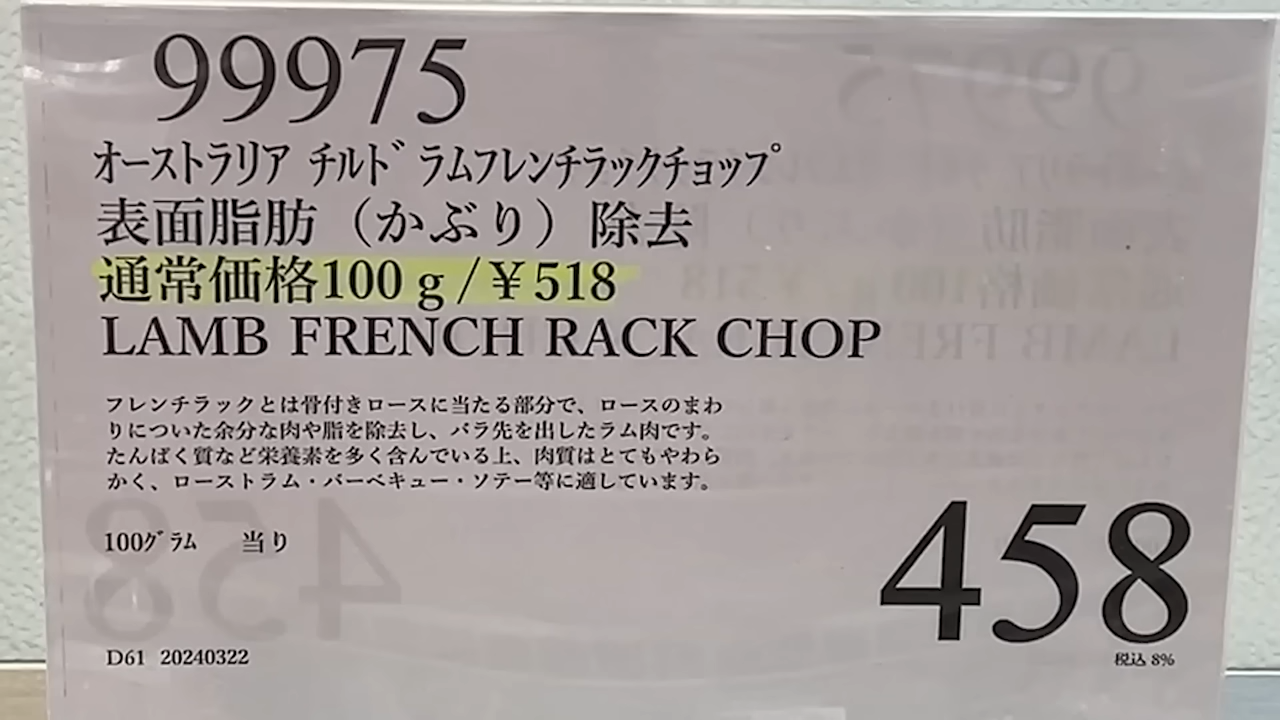 99975
ｵｰｽﾄﾗﾘｱ ﾁﾙﾄﾞ ﾗﾑﾌﾚﾝﾁﾗｯｸﾁｮｯﾌﾟ
表面脂肪（かぶり）除去
通常価格100ｇ/￥518
LAMB FRENCH RACK CHOP
フレンチラックとは骨付きロースに当たる部分で、ロースのまわ
りについた余分な肉や脂を除去し、バラ先を出したラム肉です。
たんぱく質など栄養素を多く含んでいる上、肉質はとてもやわら
かく、ローストラム・バーベキュー・ソテー等に適しています。
100ｸﾞﾗﾑ 当り
458
税込 8%
D61 20240322